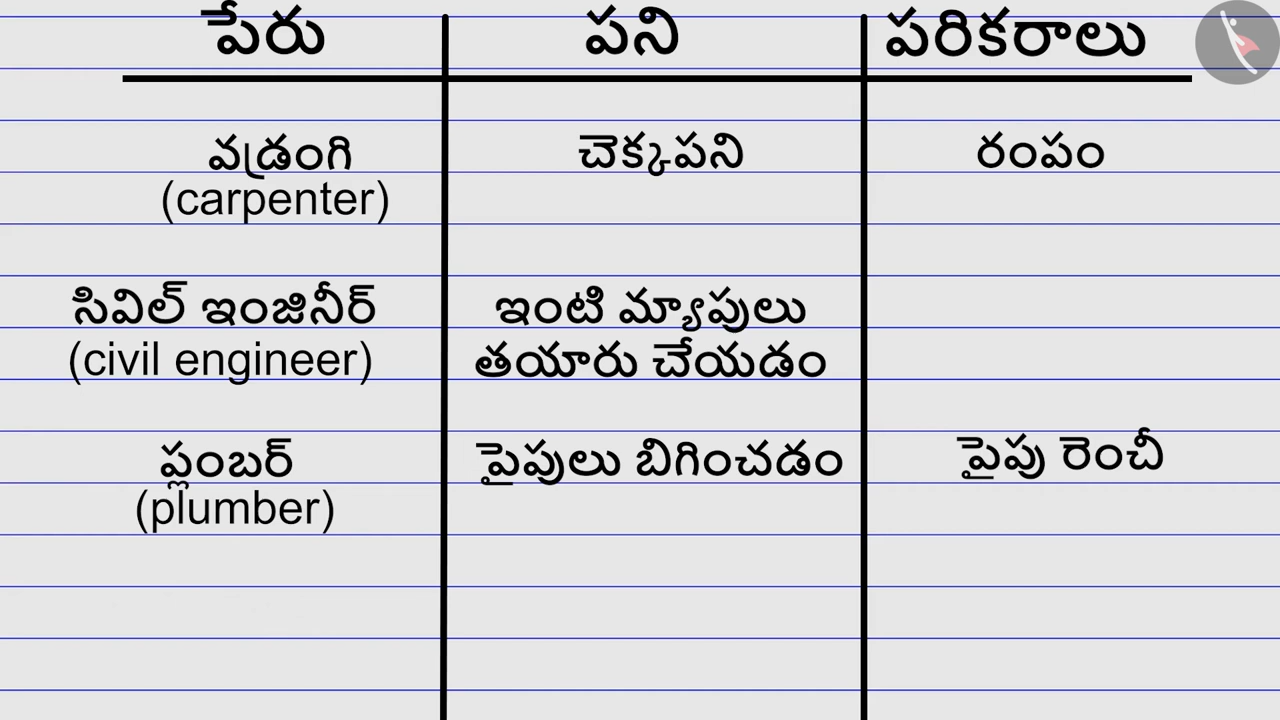 పేరు పని పరికరాలు
వడ్రంగి చెక్కపని రంపం
(carpenter)
సివిల్ ఇంజినీర్ ఇంటి మ్యాపులు
(civil engineer) తయారు చేయడం
ప్లంబర్ పైపులు బిగించడం పైపు రెంచీ
(plumber)